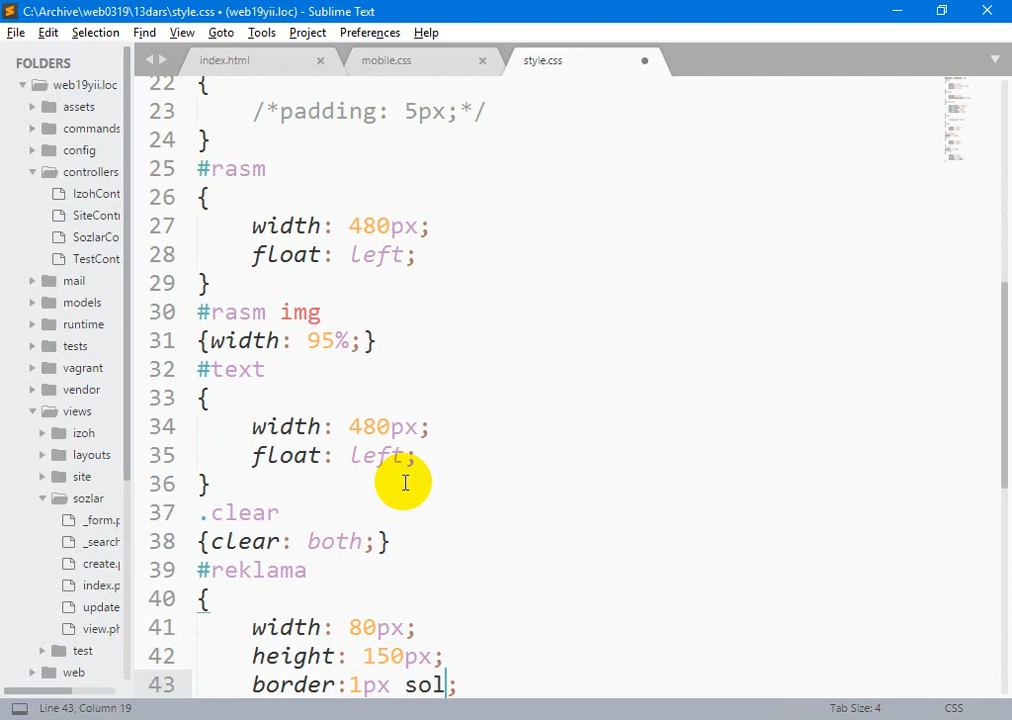 C:\Archive\web0319\13dars\style.css • (web19yii.loc) - Sublime Text
File Edit Selection Find View Goto Tools Project Preferences Help
FOLDERS
web19yii.loc
assets
commands
config
controllers
IzohCont
SiteContr
SozlarCo
TestCont
mail
models
runtime
tests
vagrant
vendor
views
izoh
layouts
site
sozlar
_form.p
_search
create.p
index.p
update
view.ph
test
web
index.html × mobile.css × style.css •
22 {
23 /*padding: 5px;*/
24 }
25 #rasm
26 {
27 width: 480px;
28 float: left;
29 }
30 #rasm img
31 {width: 95%;}
32 #text
33 {
34 width: 480px;
35 float: left;
36 }
37 .clear
38 {clear: both;}
39 #reklama
40 {
41 width: 80px;
42 height: 150px;
43 border:1px sol;
Line 43, Column 19 Tab Size: 4 CSS